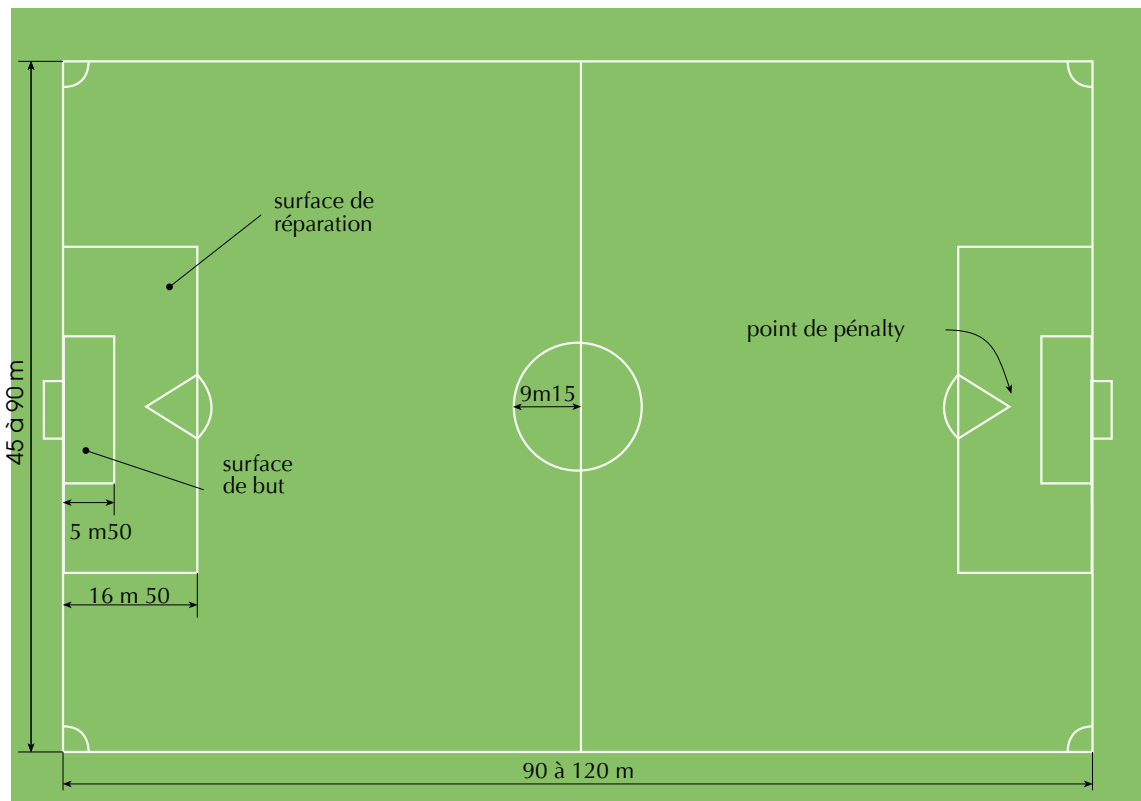 surface de
réparation
point de pénalty
9m15
45 à 90 m
surface
de but
5 m50
16 m 50
90 à 120 m